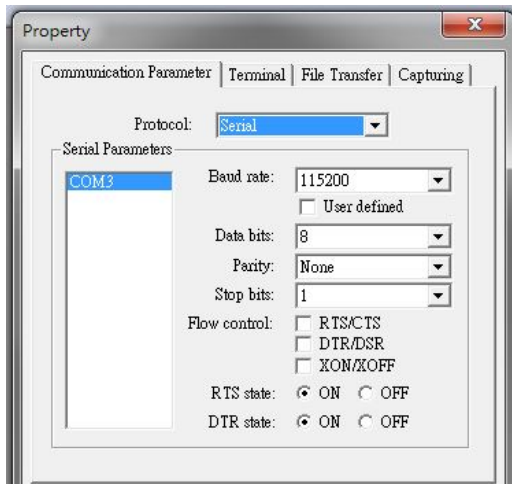 Property
Communication Parameter Terminal File Transfer Capturing
Protocol: Serial
Serial Parameters
COM3
Baud rate: 115200
User defined
Data bits: 8
Parity: None
Stop bits: 1
Flow control: RTS/CTS
DTR/DSR
XON/XOFF
RTS state: ON OFF
DTR state: ON OFF